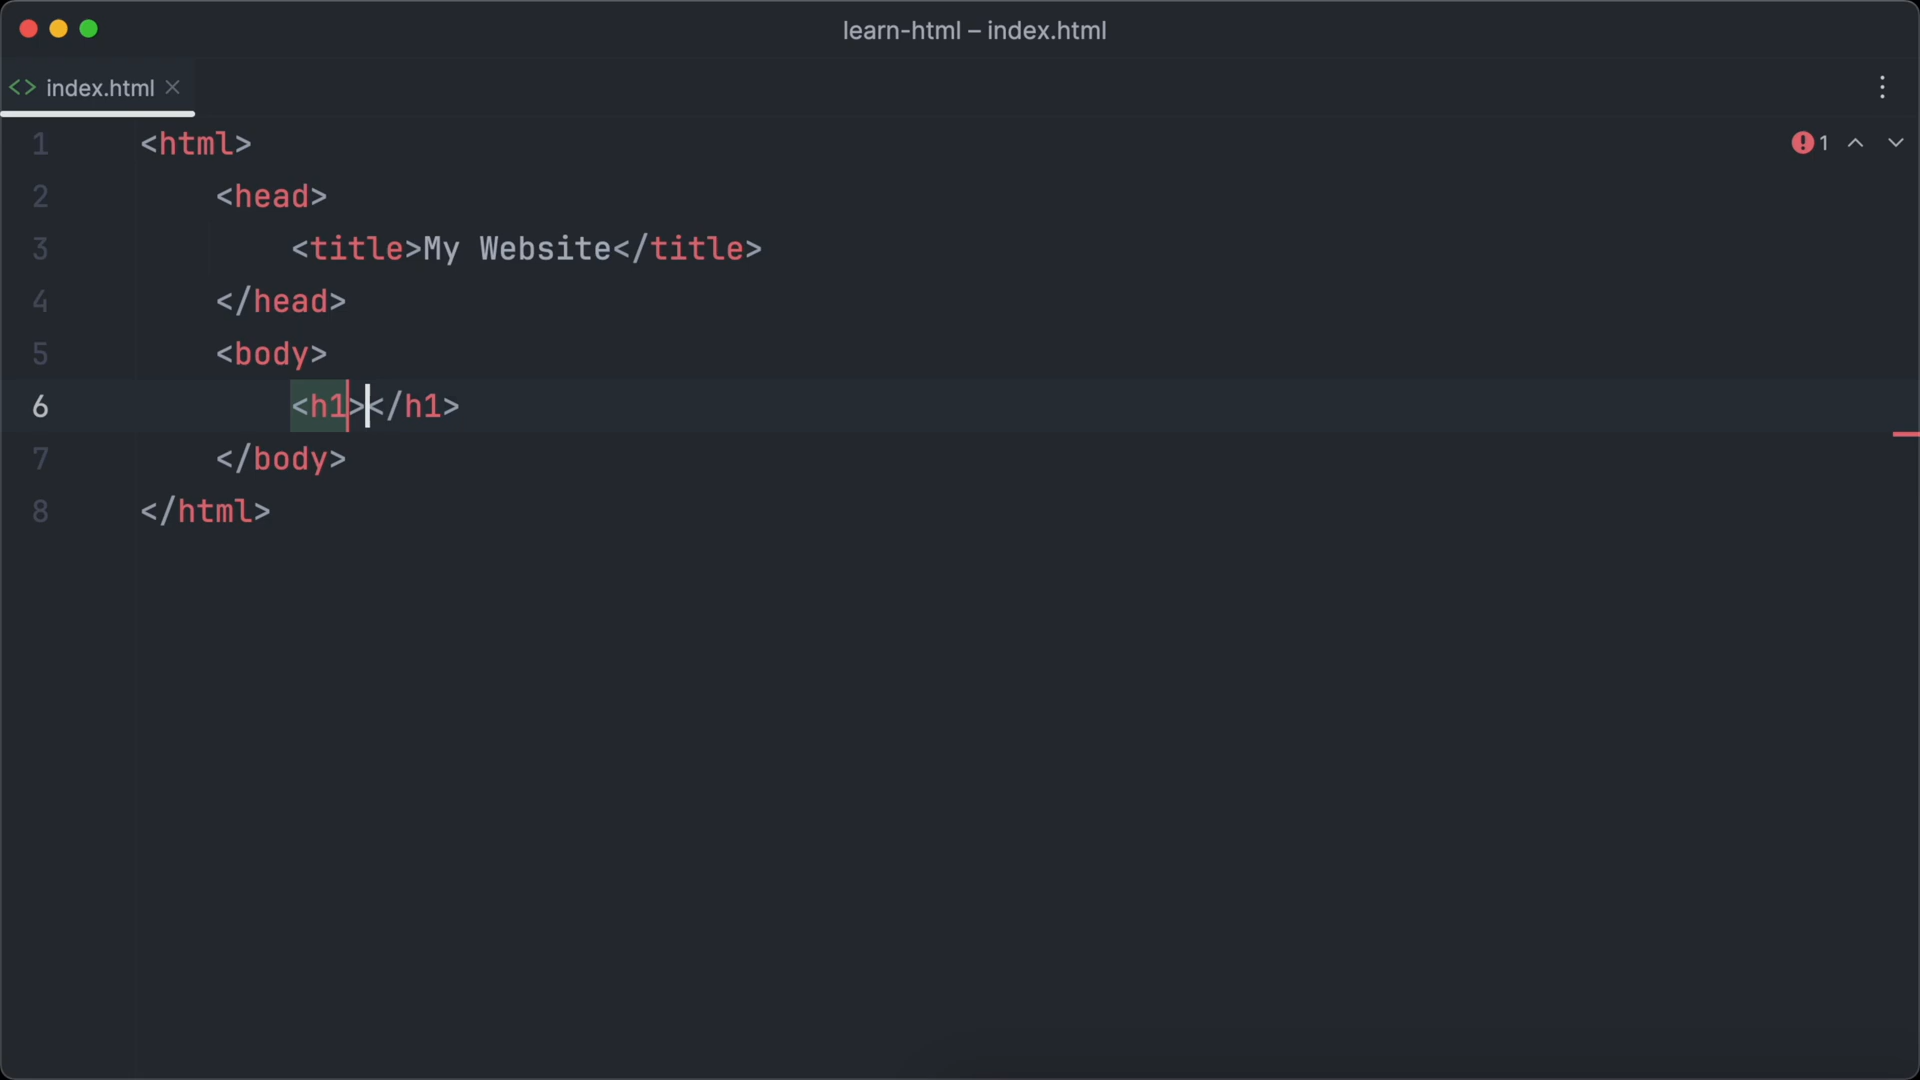 learn-html – index.html
<> index.html
1 <html>
1
2 <head>
3 <title>My Website</title>
4 </head>
5 <body>
6 <h1></h1>
7 </body>
8 </html>